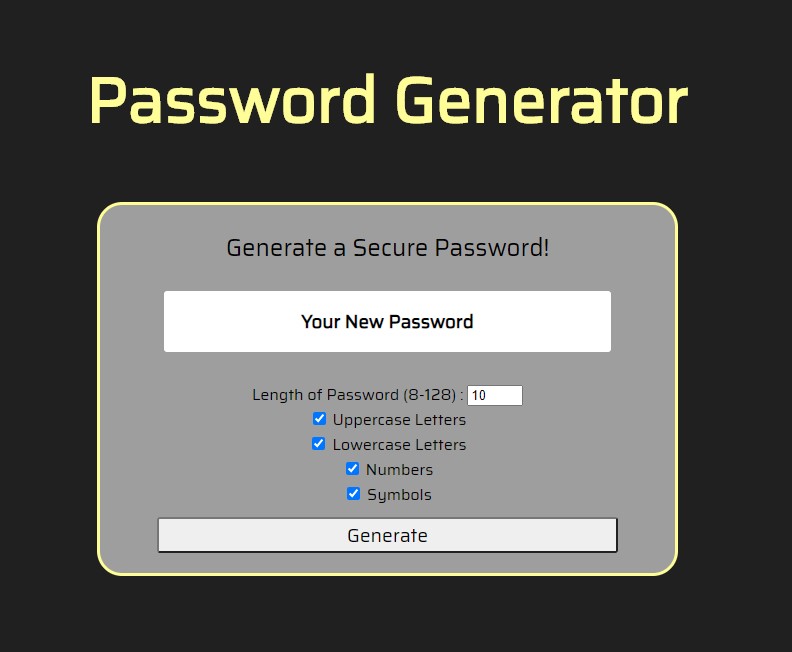 Password Generator
Generate a Secure Password!
Your New Password
Length of Password (8-128) : 10
Uppercase Letters
Lowercase Letters
Numbers
Symbols
Generate